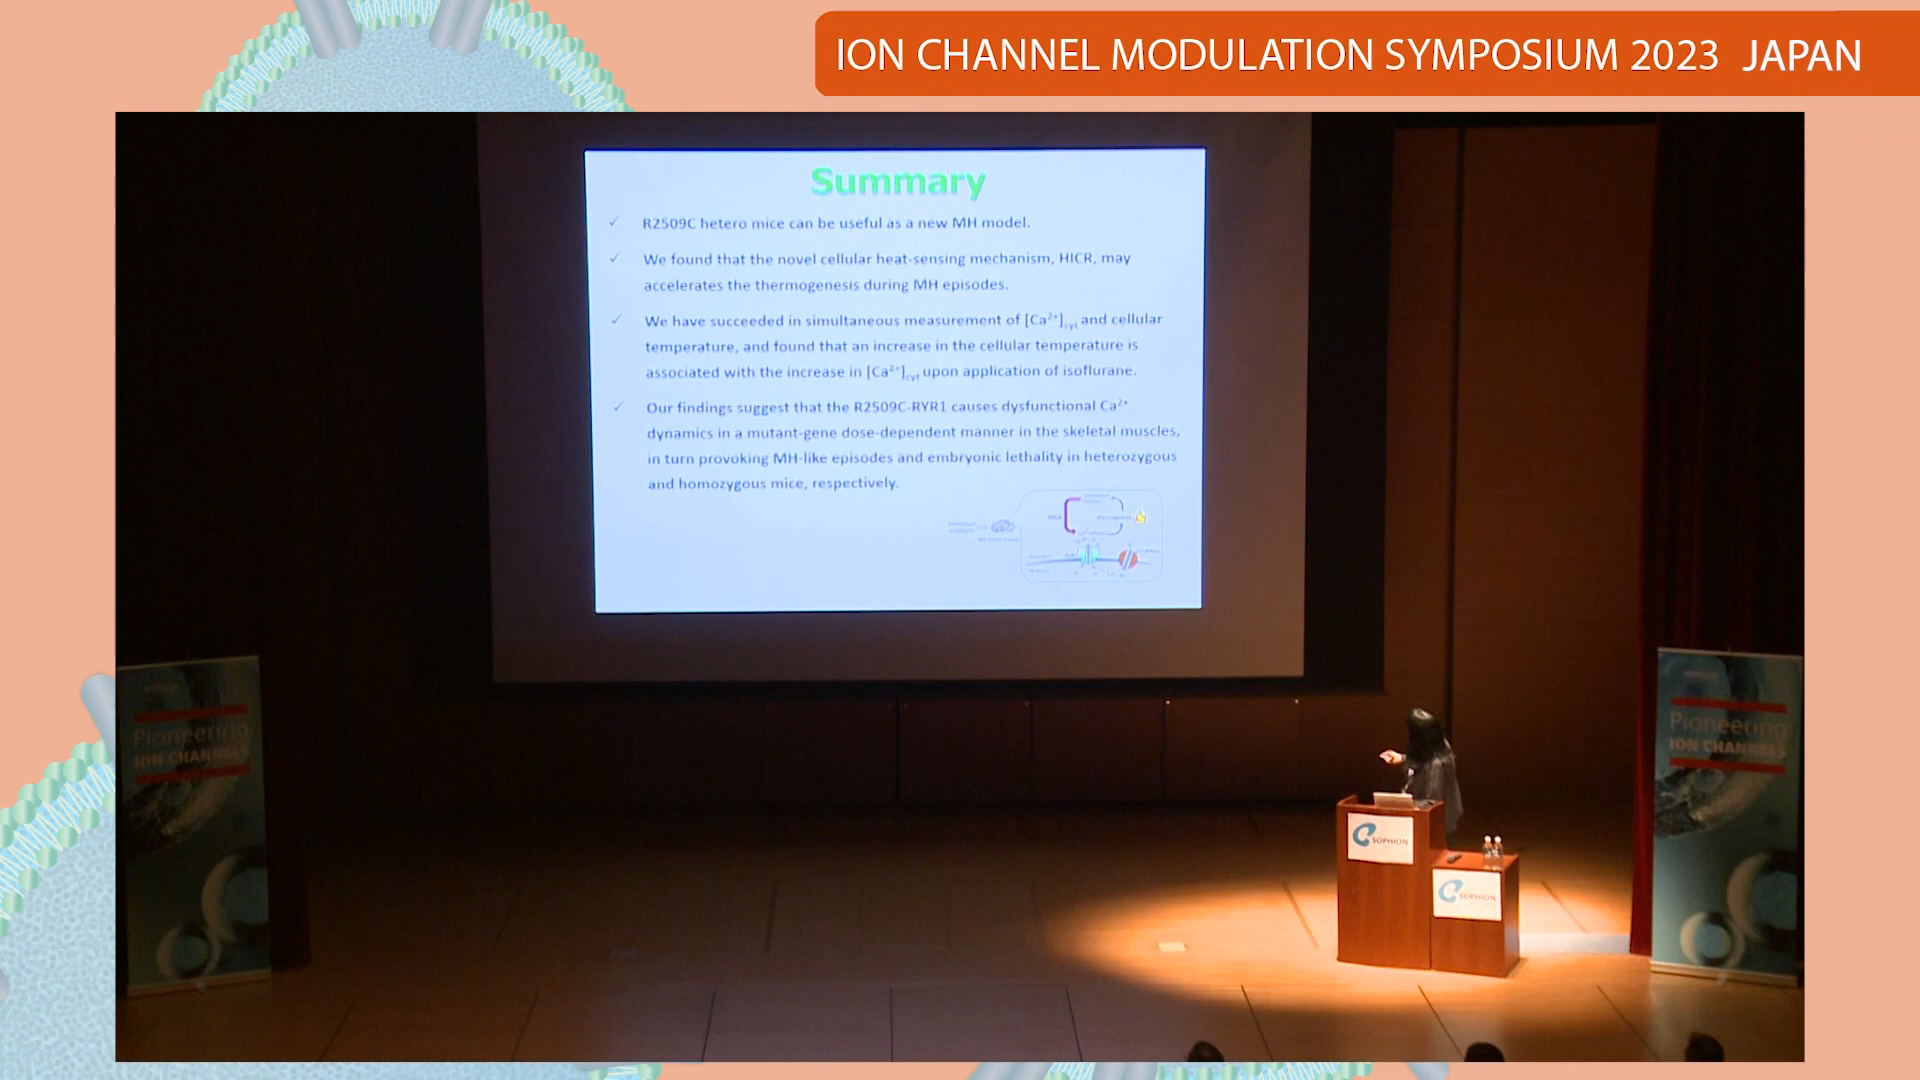 ION CHANNEL MODULATION SYMPOSIUM 2023 JAPAN
Summary
✓ R2509C hetero mice can be useful as a new MH model.
✓ We found that the novel cellular heat-sensing mechanism, HICR, may
accelerates the thermogenesis during MH episodes.
✓ We have succeeded in simultaneous measurement of [Ca²⁺]cyt and cellular
temperature, and found that an increase in the cellular temperature is
associated with the increase in [Ca²⁺]cyt upon application of isoflurane.
✓ Our findings suggest that the R2509C-RYR1 causes dysfunctional Ca²⁺
dynamics in a mutant-gene dose-dependent manner in the skeletal muscles,
in turn provoking MH-like episodes and embryonic lethality in heterozygous
and homozygous mice, respectively.
Pioneering
ION CHANNELS
Pioneering
ION CHANNELS
SOPHION
SOPHION